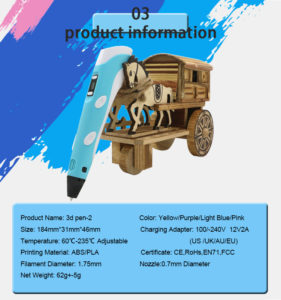 03
product information
Product Name: 3d pen-2
Color: Yellow/Purple/Light Blue/Pink
Size: 184mm*31mm*46mm
Charging Adapter: 100/-240V 12V2A
Temperature: 60℃-235℃ Adjustable
(US /UK/AU/EU)
Printing Material: ABS/PLA
Certificate: CE,RoHs,EN71,FCC
Filament Diameter: 1.75mm
Nozzle:0.7mm Diameter
Net Weight: 62g+-5g